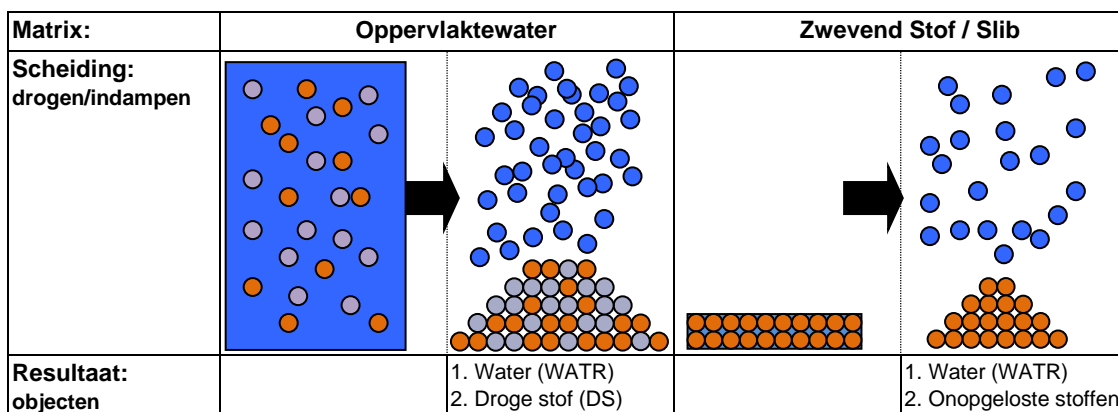 Matrix: Oppervlaktewater Zwevend Stof / Slib
Scheiding:
drogen/indampen
Resultaat:
objecten
1. Water (WATR)
2. Droge stof (DS)
1. Water (WATR)
2. Onopgeloste stoffen